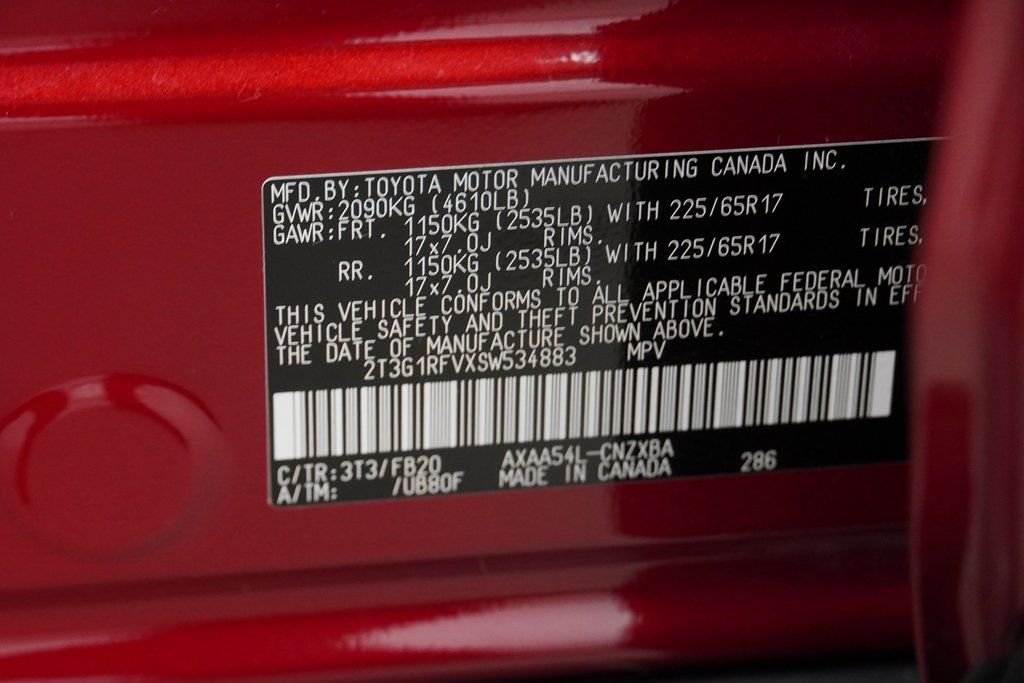 MFD.BY:TOYOTA MOTOR MANUFACTURING CANADA INC.
GVWR:2090KG (4610LB)
GAWR:FRT. 1150KG (2535LB) WITH 225/65R17 TIRES,
17x7.0J RIMS.
RR. 1150KG (2535LB) WITH 225/65R17 TIRES,
17x7.0J RIMS.
THIS VEHICLE CONFORMS TO ALL APPLICABLE FEDERAL MOTO
VEHICLE SAFETY AND THEFT PREVENTION STANDARDS IN EFF
THE DATE OF MANUFACTURE SHOWN ABOVE.
2T3G1RFVXSW534883 MPV
C/TR:3T3/FB20 AXAA54L-CNZXBA 286
A/TM: /UB80F MADE IN CANADA